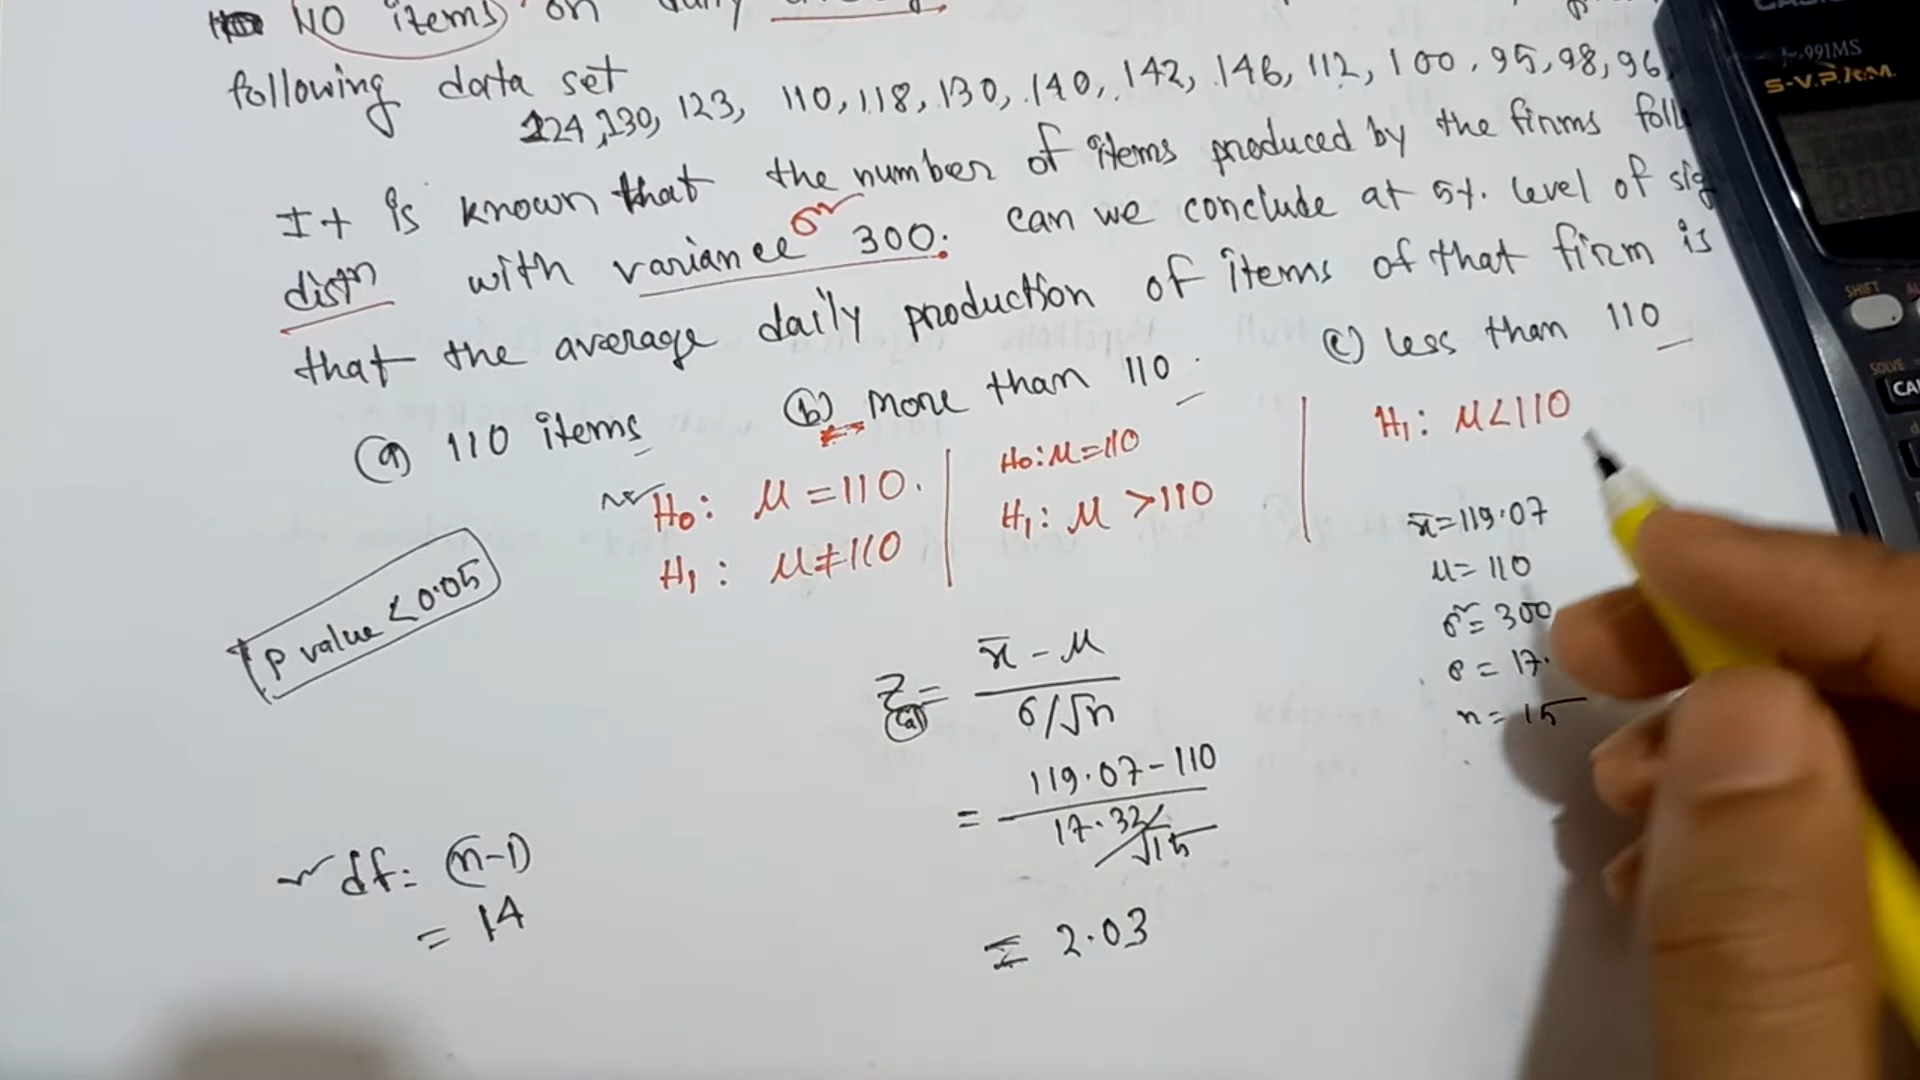 NO items on daily
following data set
124, 130, 123, 110, 118, 130, 140, 142, 146, 112, 100, 95, 98, 96,
It is known that the number of items produced by the firms foll
distn with variance σ² 300. can we conclude at 5%. level of sig
that the average daily production of items of that firm is
(a) 110 items (b) more than 110 (c) less than 110
H₀: μ = 110. H₀: μ = 110 H₁: μ < 110
H₁: μ ≠ 110 H₁: μ > 110
P value < 0.05
x̄ = 119.07
μ = 110
σ² = 300
σ = 17.
n = 15
Z = x̄ - μ / σ/√n
(a)
= 119.07 - 110 / 17.32/√15
= 2.03
df = (n-1)
= 14
CASIO
fx-991MS
S-V.P.A.M.
SHIFT
SOLVE
CAL